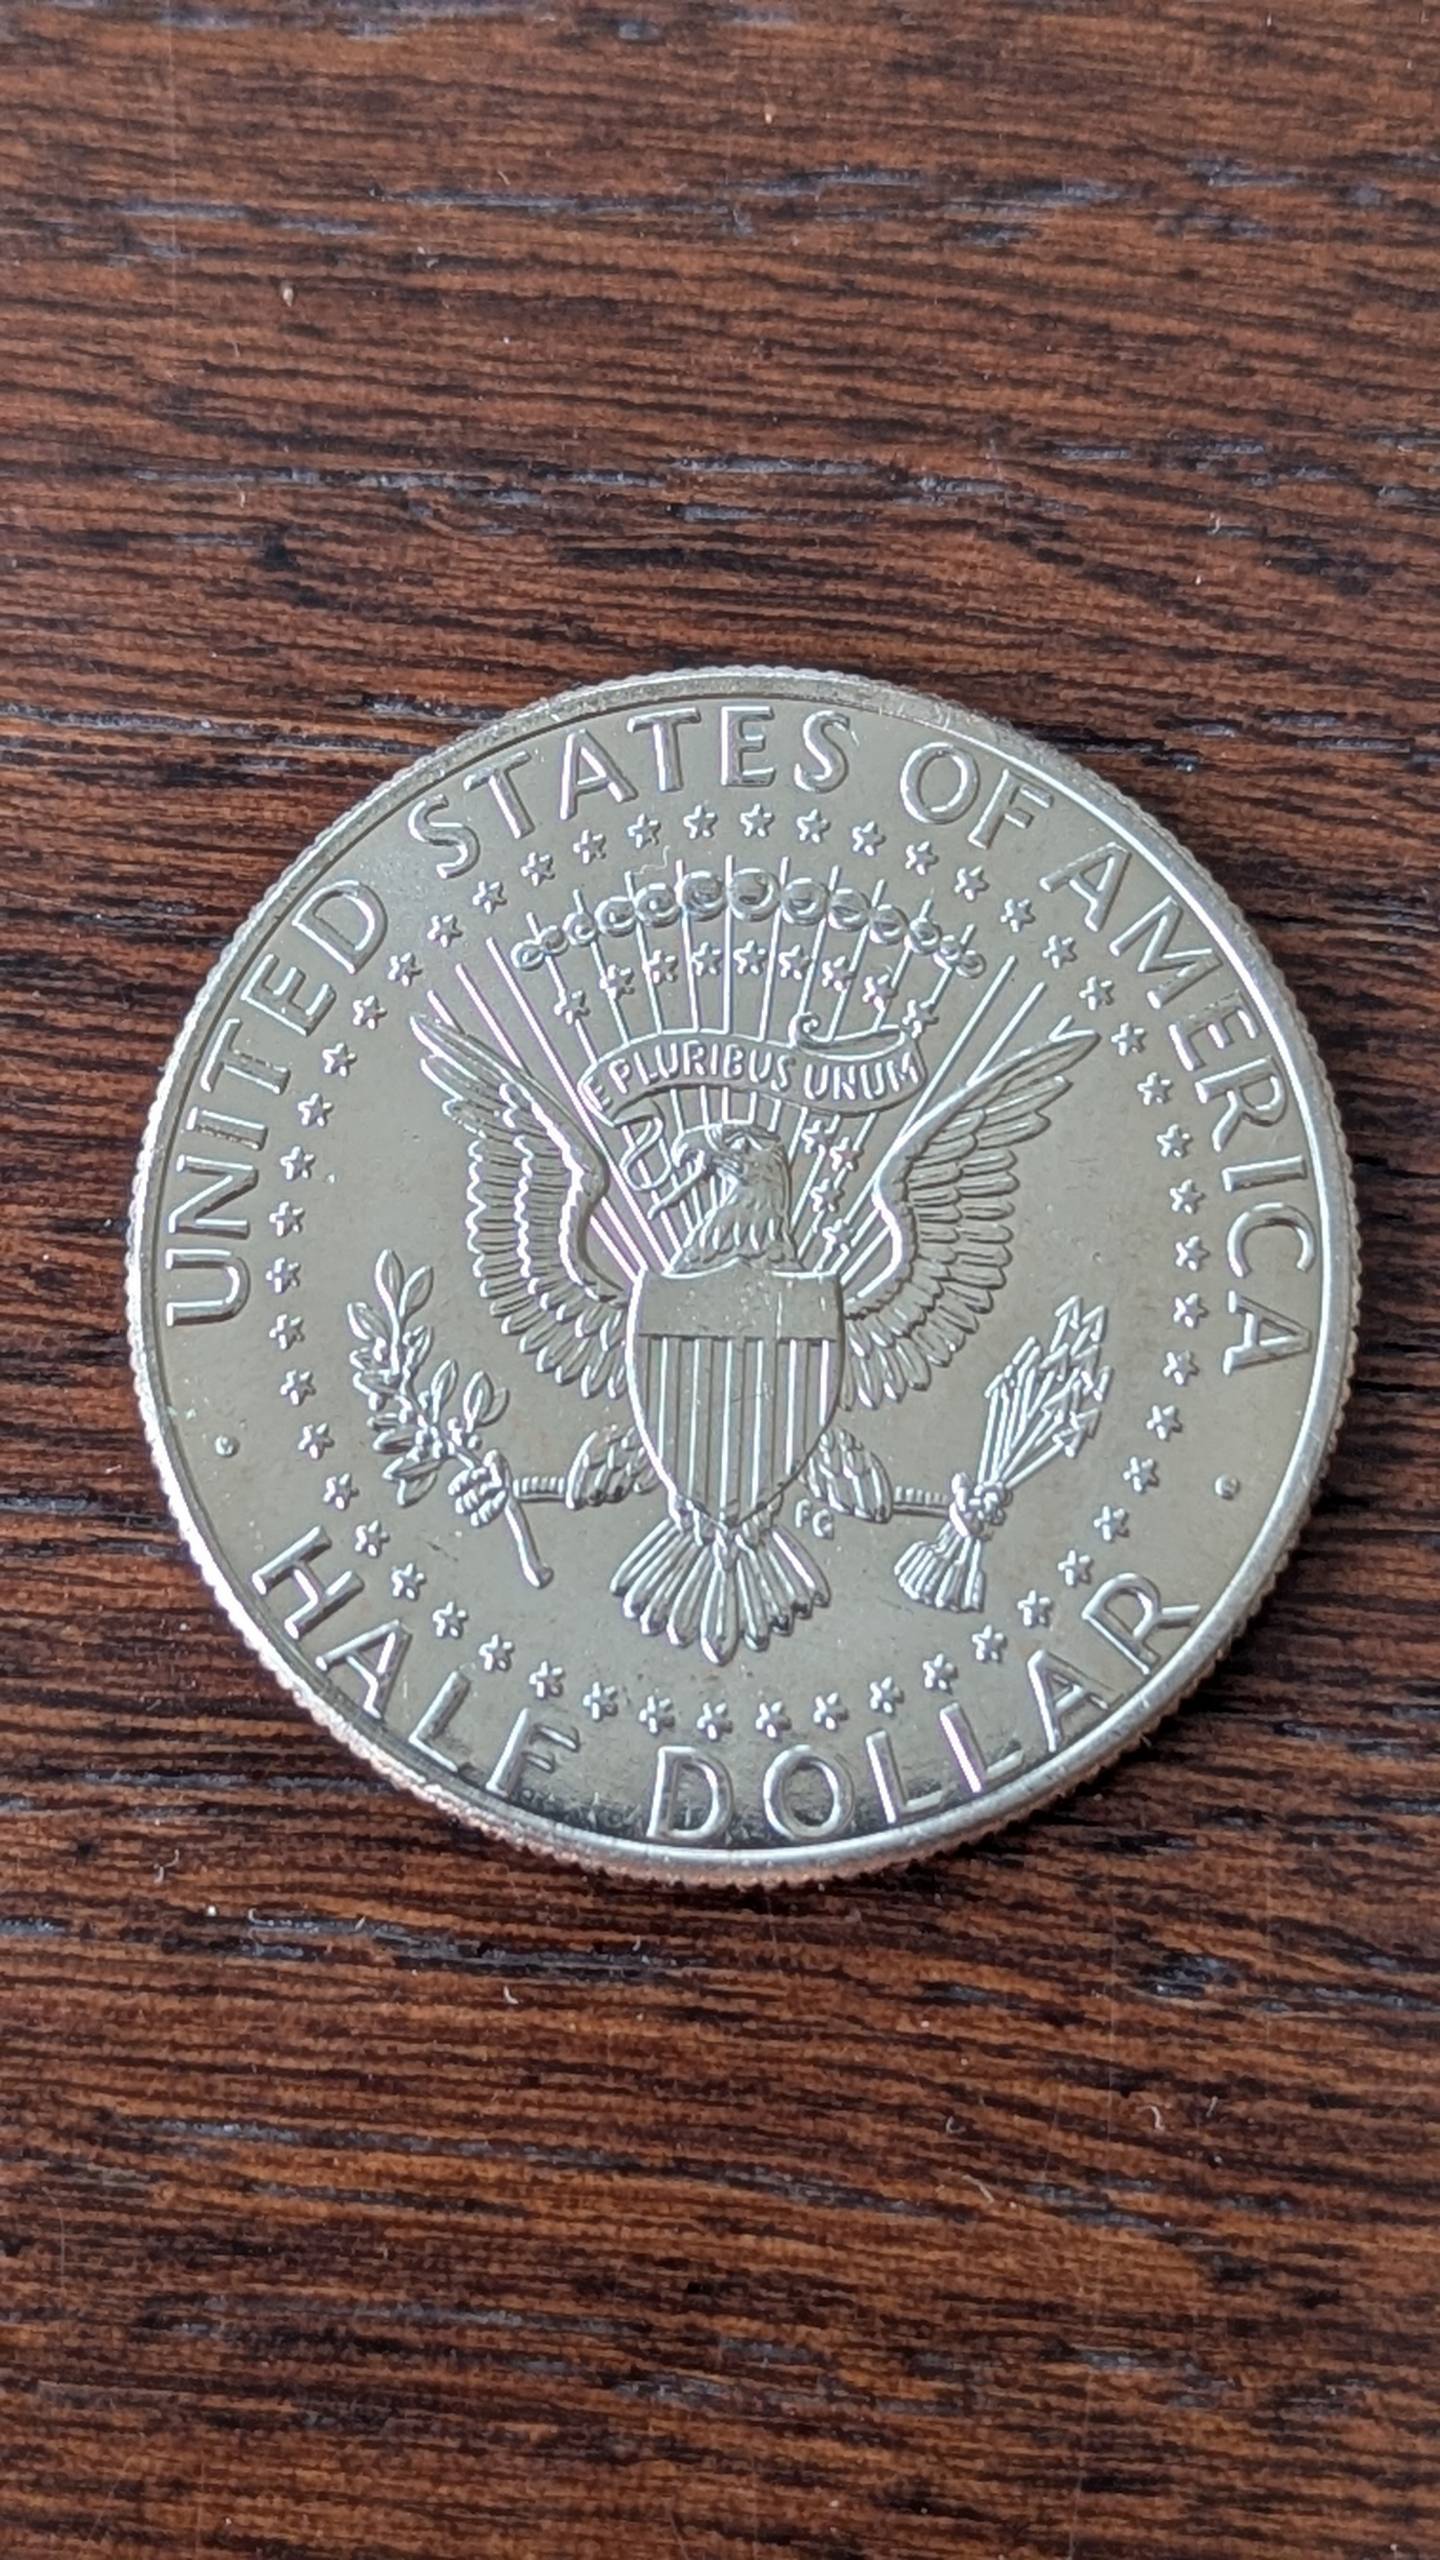 UNITED STATES OF AMERICA
E PLURIBUS UNUM
FG
HALF DOLLAR